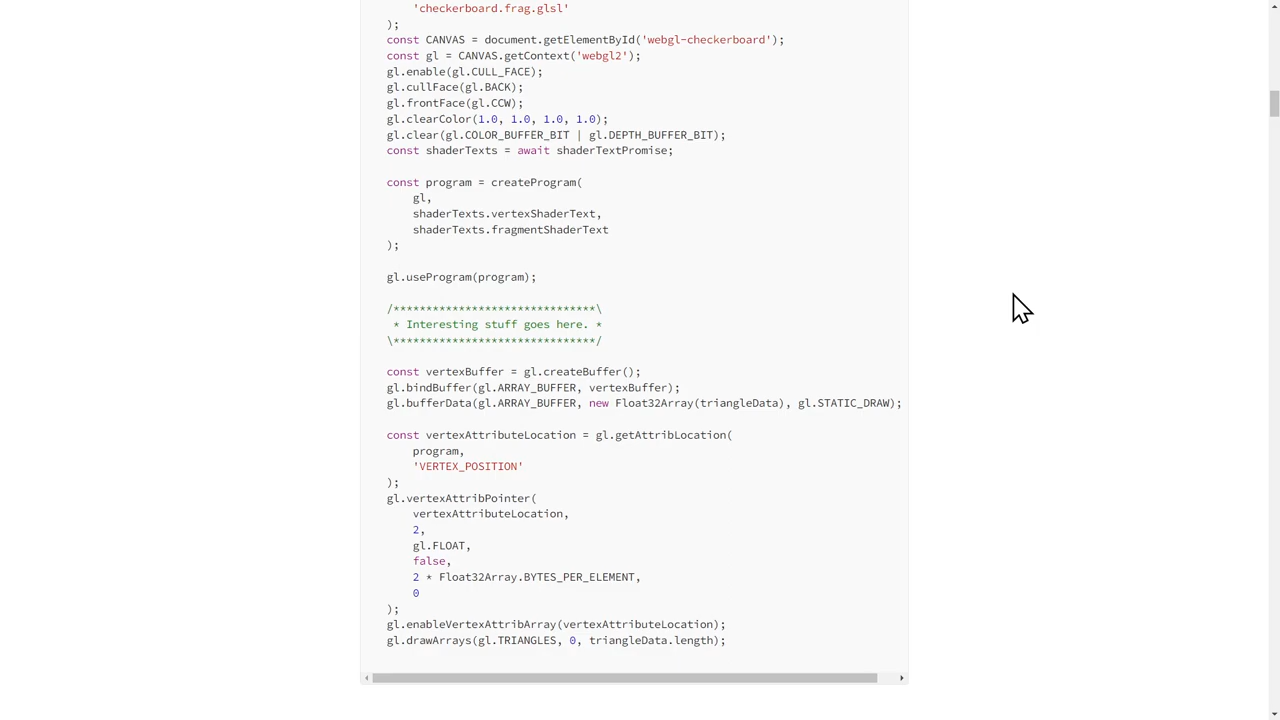 'checkerboard.frag.glsl'
);
const CANVAS = document.getElementById('webgl-checkerboard');
const gl = CANVAS.getContext('webgl2');
gl.enable(gl.CULL_FACE);
gl.cullFace(gl.BACK);
gl.frontFace(gl.CCW);
gl.clearColor(1.0, 1.0, 1.0, 1.0);
gl.clear(gl.COLOR_BUFFER_BIT | gl.DEPTH_BUFFER_BIT);
const shaderTexts = await shaderTextPromise;
const program = createProgram(
gl,
shaderTexts.vertexShaderText,
shaderTexts.fragmentShaderText
);
gl.useProgram(program);
/*******************************\
* Interesting stuff goes here. *
\*******************************/
const vertexBuffer = gl.createBuffer();
gl.bindBuffer(gl.ARRAY_BUFFER, vertexBuffer);
gl.bufferData(gl.ARRAY_BUFFER, new Float32Array(triangleData), gl.STATIC_DRAW);
const vertexAttributeLocation = gl.getAttribLocation(
program,
'VERTEX_POSITION'
);
gl.vertexAttribPointer(
vertexAttributeLocation,
2,
gl.FLOAT,
false,
2 * Float32Array.BYTES_PER_ELEMENT,
0
);
gl.enableVertexAttribArray(vertexAttributeLocation);
gl.drawArrays(gl.TRIANGLES, 0, triangleData.length);